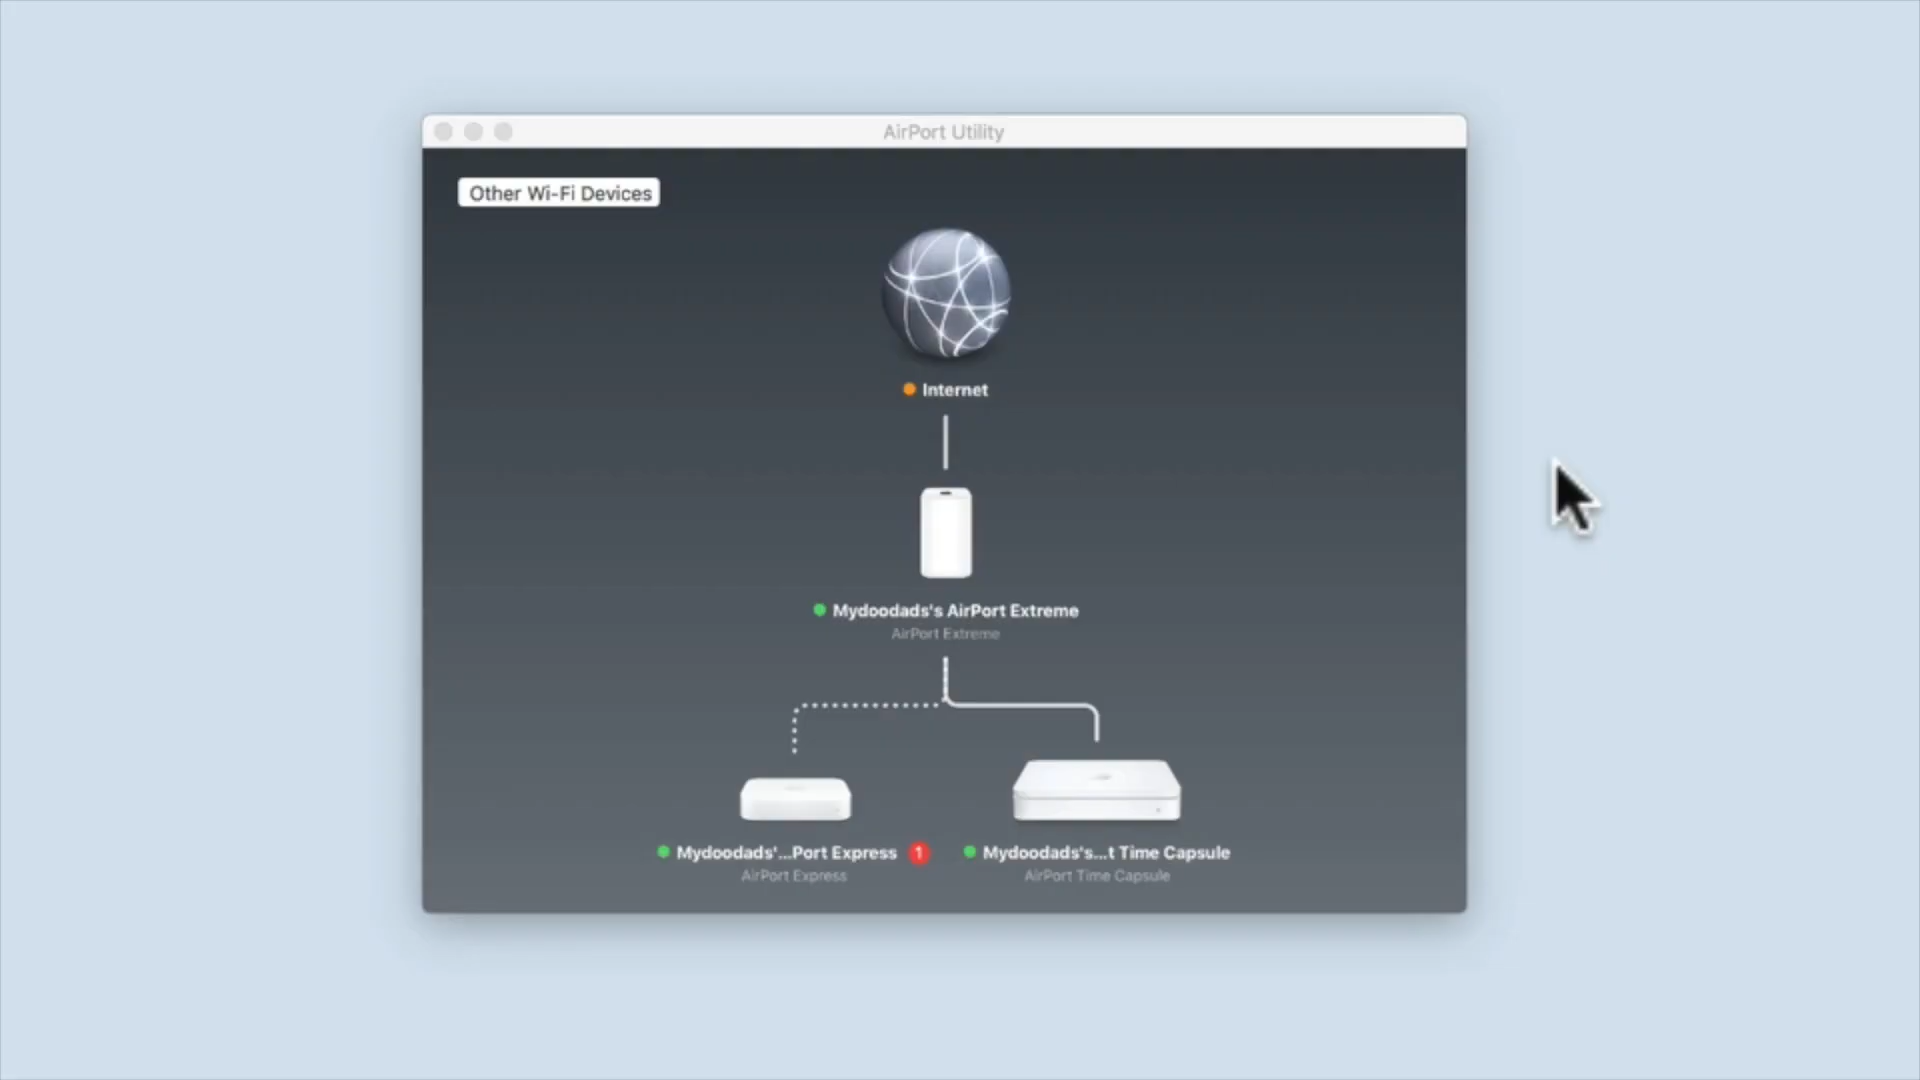 AirPort Utility
Other Wi-Fi Devices
Internet
Mydoodads's AirPort Extreme
AirPort Extreme
Mydoodads'...Port Express 1
AirPort Express
Mydoodads's...t Time Capsule
AirPort Time Capsule